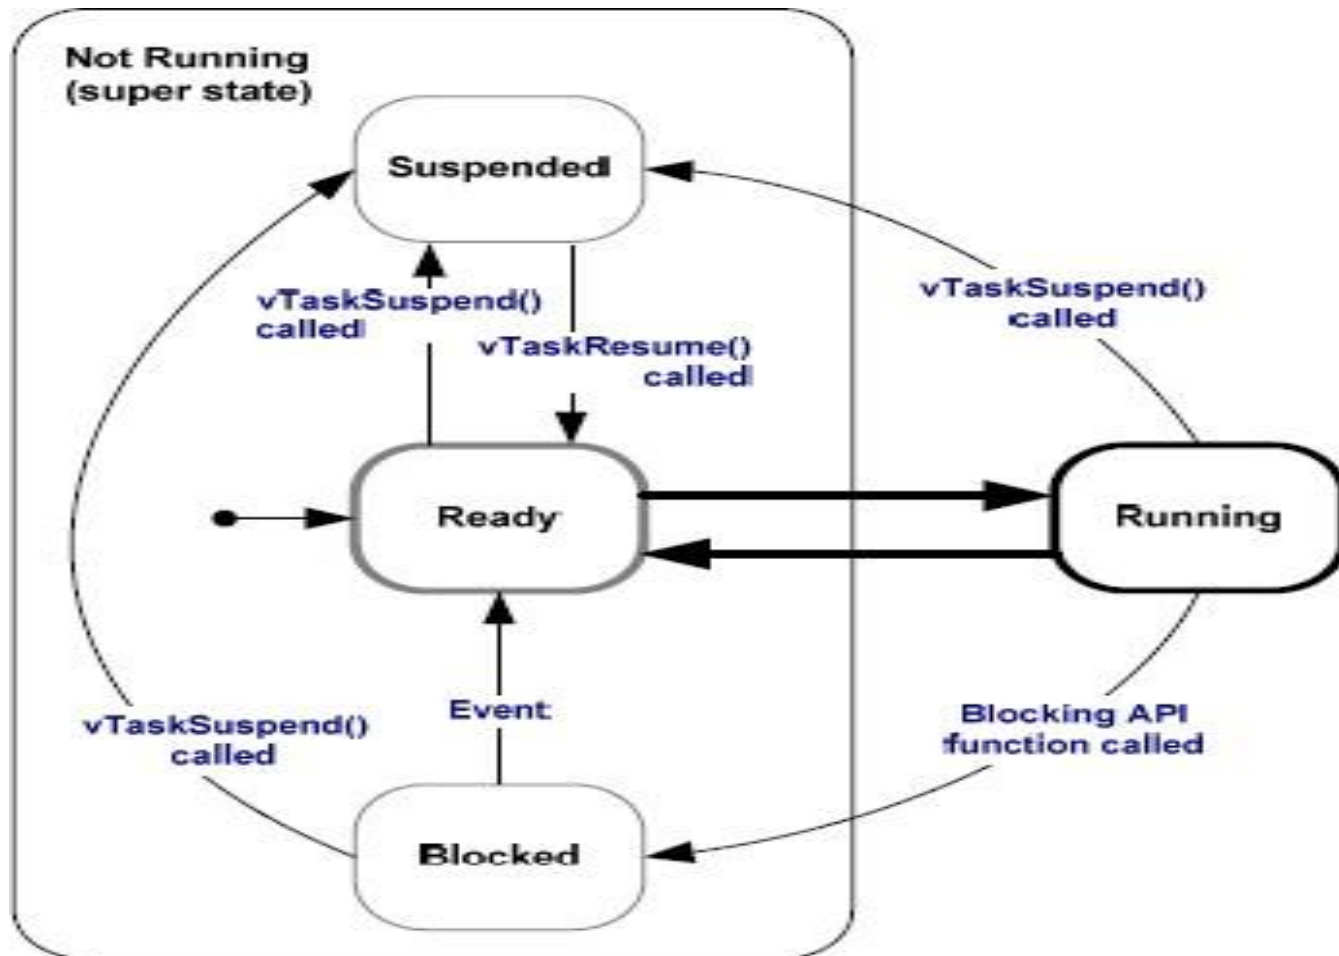 Not Running
(super state)
Suspended
vTaskSuspend()
called
vTaskResume()
called
vTaskSuspend()
called
Ready
Running
Event
vTaskSuspend()
called
Blocking API
function called
Blocked